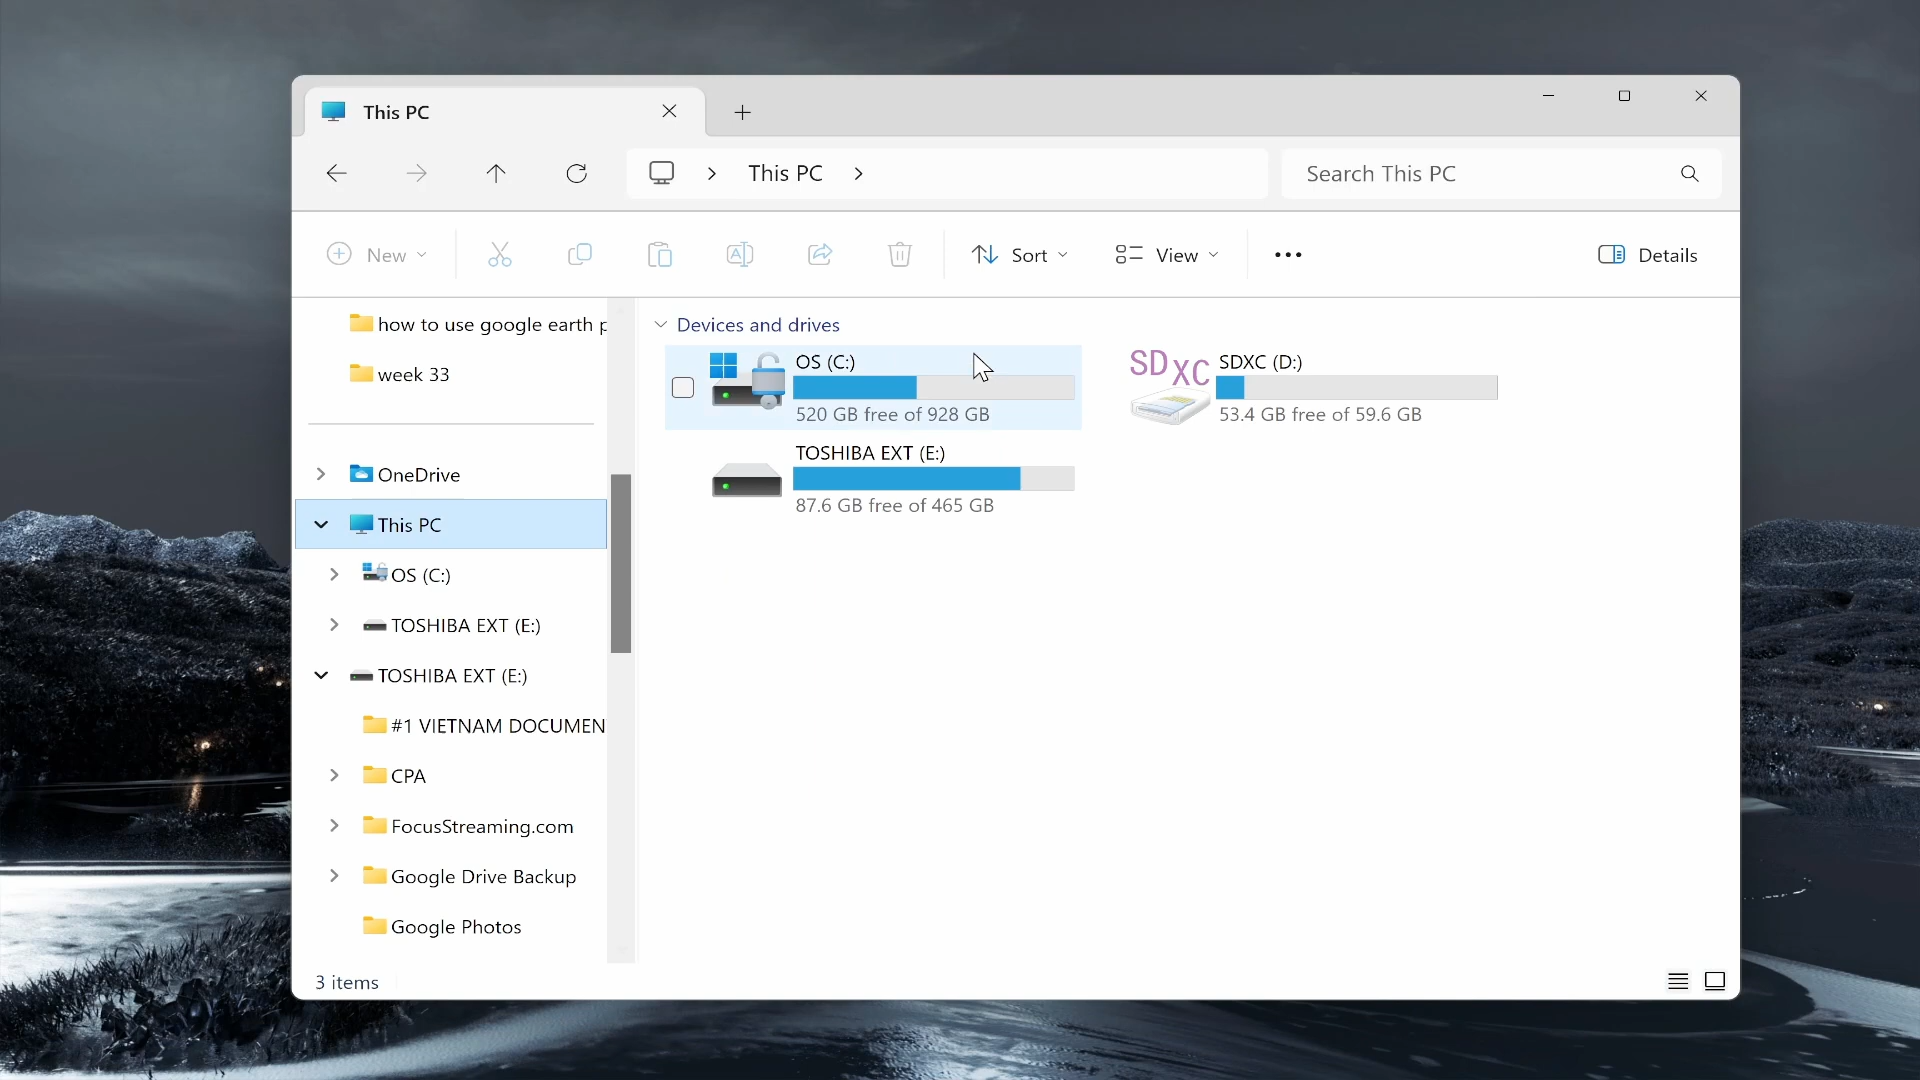 This PC
This PC
Search This PC
New
Sort
View
Details
how to use google earth p
week 33
OneDrive
This PC
OS (C:)
TOSHIBA EXT (E:)
TOSHIBA EXT (E:)
#1 VIETNAM DOCUMEN
CPA
FocusStreaming.com
Google Drive Backup
Google Photos
Devices and drives
OS (C:)
520 GB free of 928 GB
SDXC
SDXC (D:)
53.4 GB free of 59.6 GB
TOSHIBA EXT (E:)
87.6 GB free of 465 GB
3 items